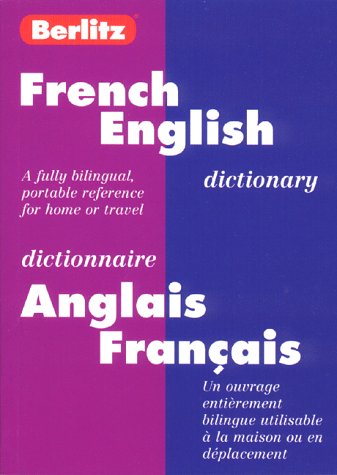 Berlitz
French
English
A fully bilingual,
portable reference
for home or travel
dictionary
dictionnaire
Anglais
Français
Un ouvrage
entièrement
bilingue utilisable
à la maison ou en
déplacement